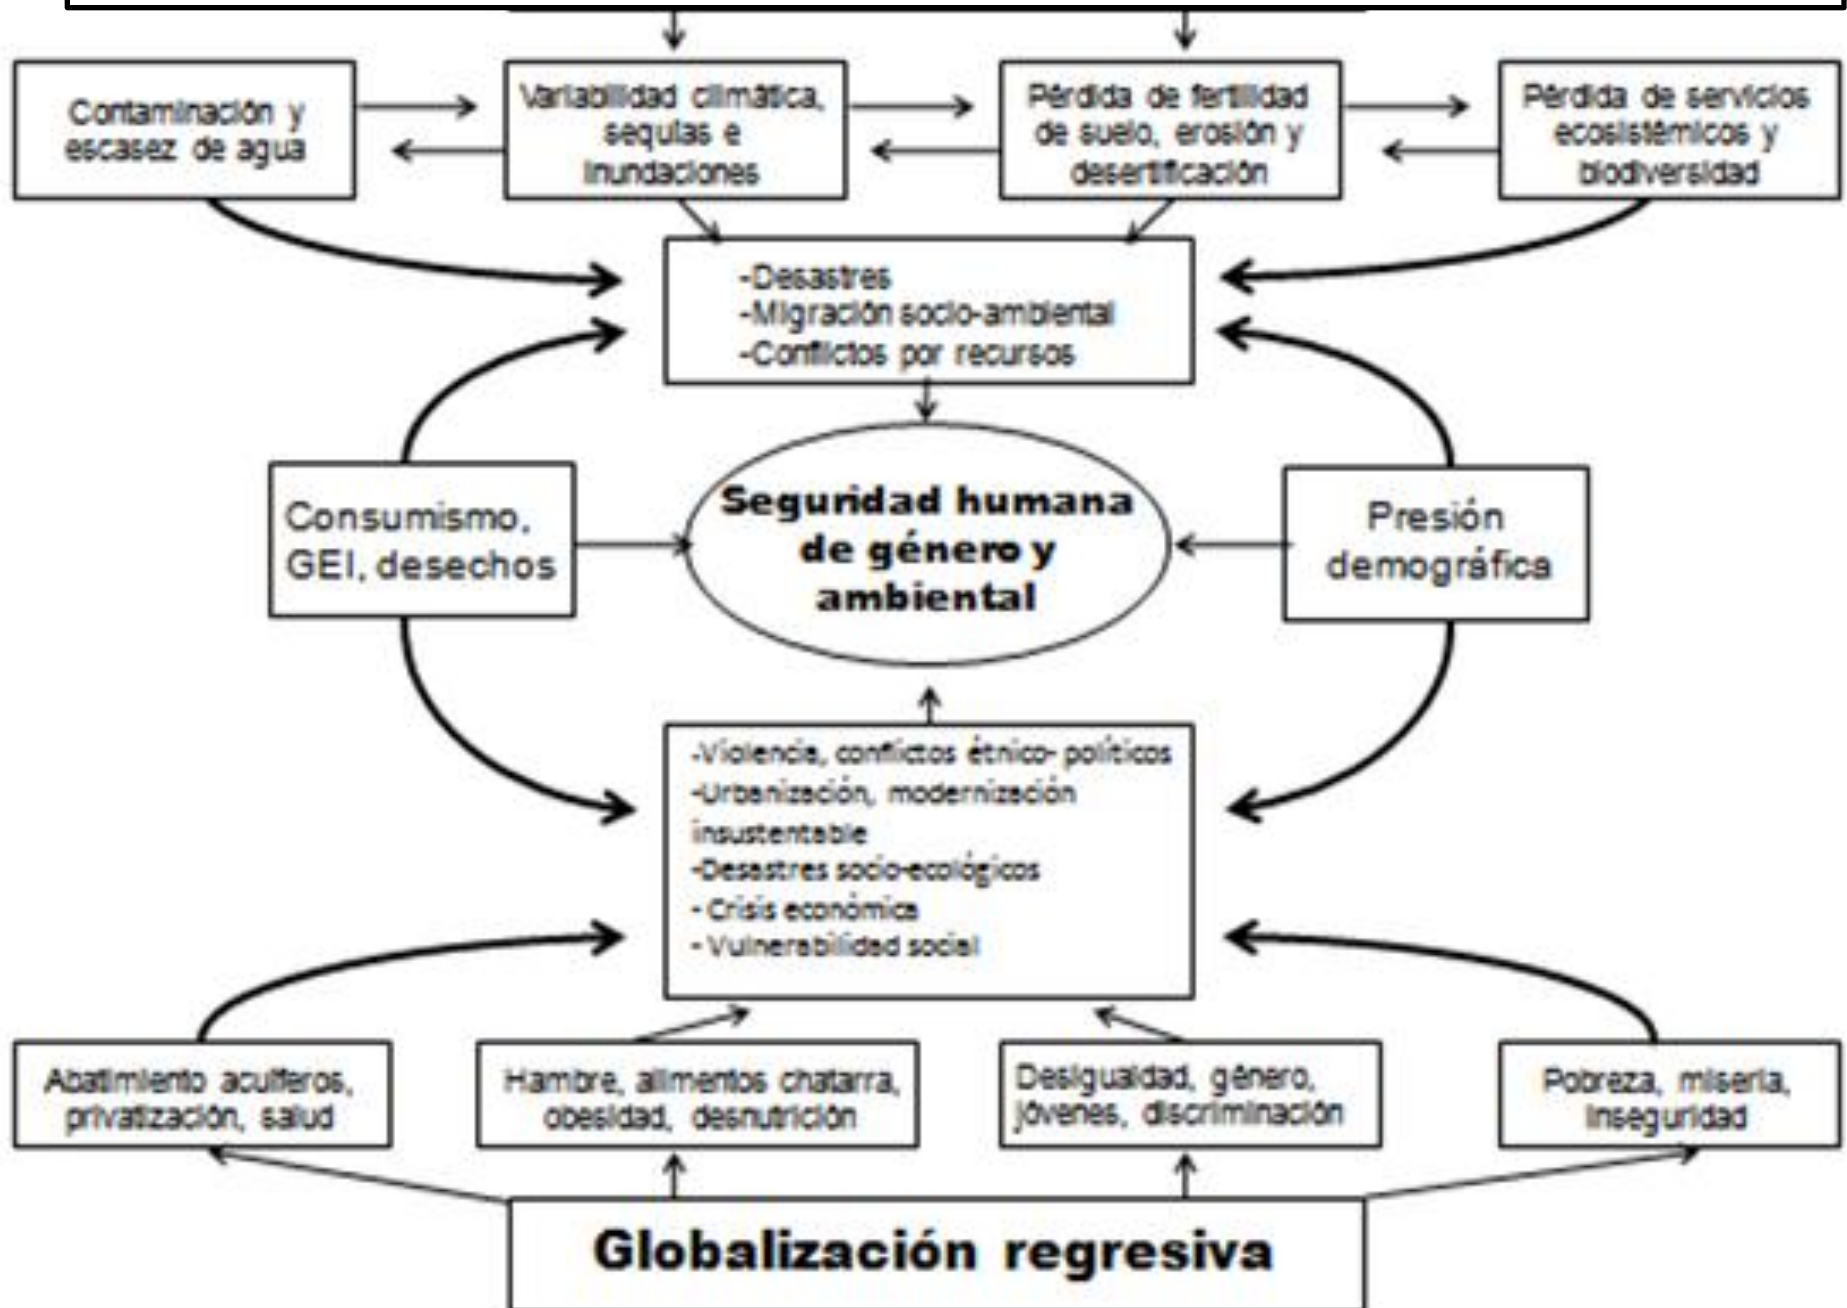 Contaminación y
escasez de agua
Variabilidad climática,
sequías e
inundaciones
Pérdida de fertilidad
de suelo, erosión y
desertificación
Pérdida de servicios
ecosistémicos y
biodiversidad
-Desastres
-Migración socio-ambiental
-Conflictos por recursos
Consumismo,
GEI, desechos
Seguridad humana
de género y
ambiental
Presión
demográfica
-Violencia, conflictos étnico- políticos
-Urbanización, modernización
insustentable
-Desastres socio-ecológicos
- Crisis económica
- Vulnerabilidad social
Abatimiento acuíferos,
privatización, salud
Hambre, alimentos chatarra,
obesidad, desnutrición
Desigualdad, género,
jóvenes, discriminación
Pobreza, miseria,
inseguridad
Globalización regresiva